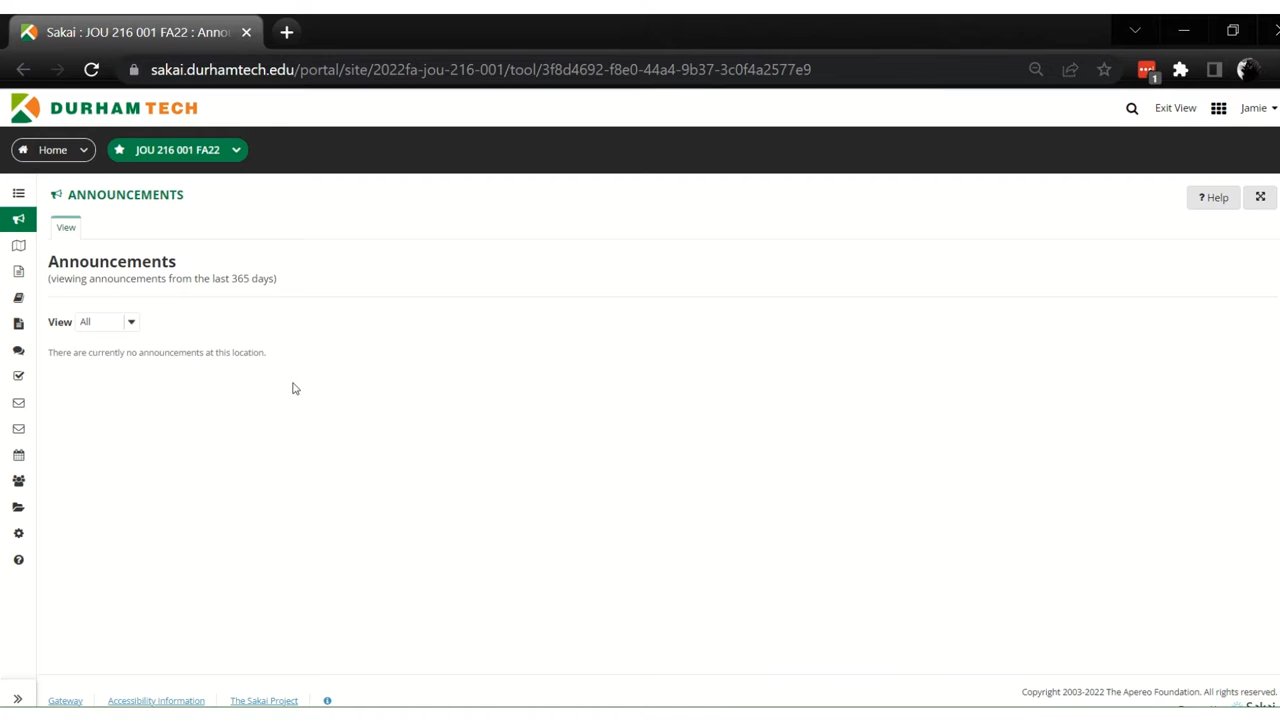 Sakai : JOU 216 001 FA22 : Anno
sakai.durhamtech.edu/portal/site/2022fa-jou-216-001/tool/3f8d4692-f8e0-44a4-9b37-3c0f4a2577e9
1
DURHAM TECH
Exit View
Jamie
Home
JOU 216 001 FA22
ANNOUNCEMENTS
? Help
View
Announcements
(viewing announcements from the last 365 days)
View All
There are currently no announcements at this location.
Gateway
Accessibility Information
The Sakai Project
Copyright 2003-2022 The Apereo Foundation. All rights reserved.
Sakai